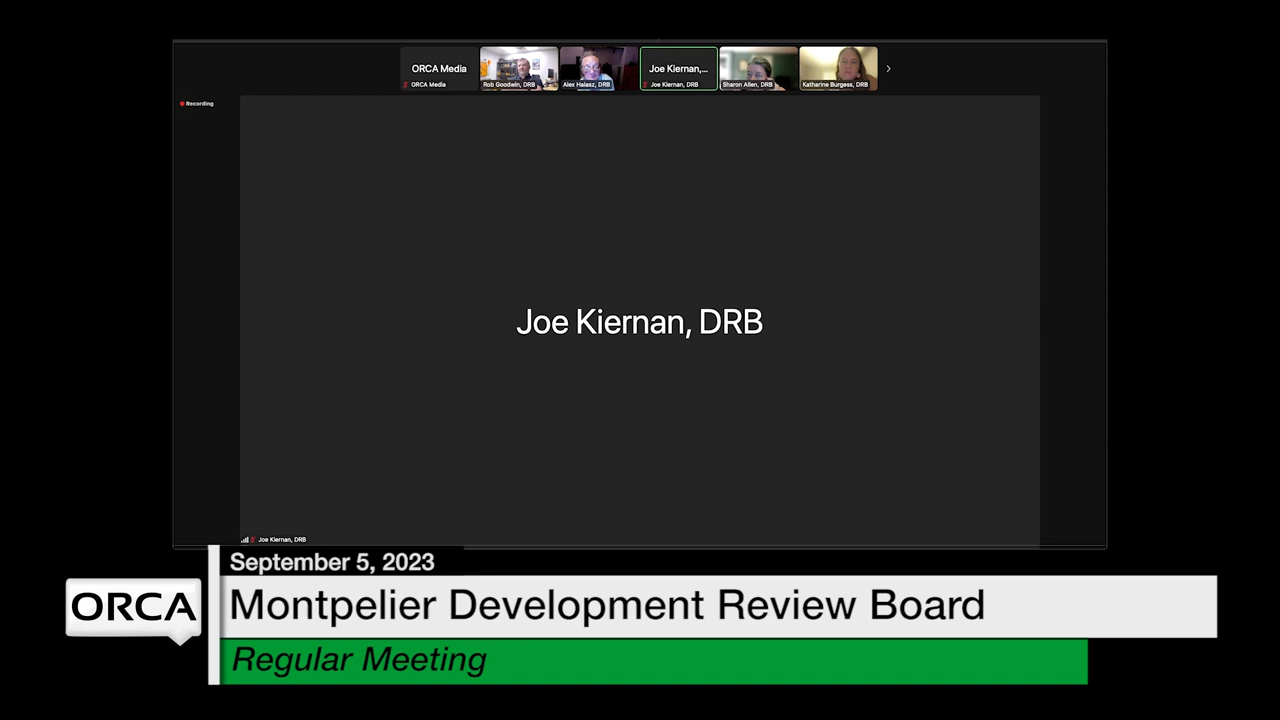 ORCA Media
Joe Kiernan,...
ORCA Media
Rob Goodwin, DRB
Alex Halasz, DRB
Joe Kiernan, DRB
Sharon Allen, DRB
Katharine Burgess, DRB
Recording
Joe Kiernan, DRB
Joe Kiernan, DRB
September 5, 2023
ORCA
Montpelier Development Review Board
Regular Meeting